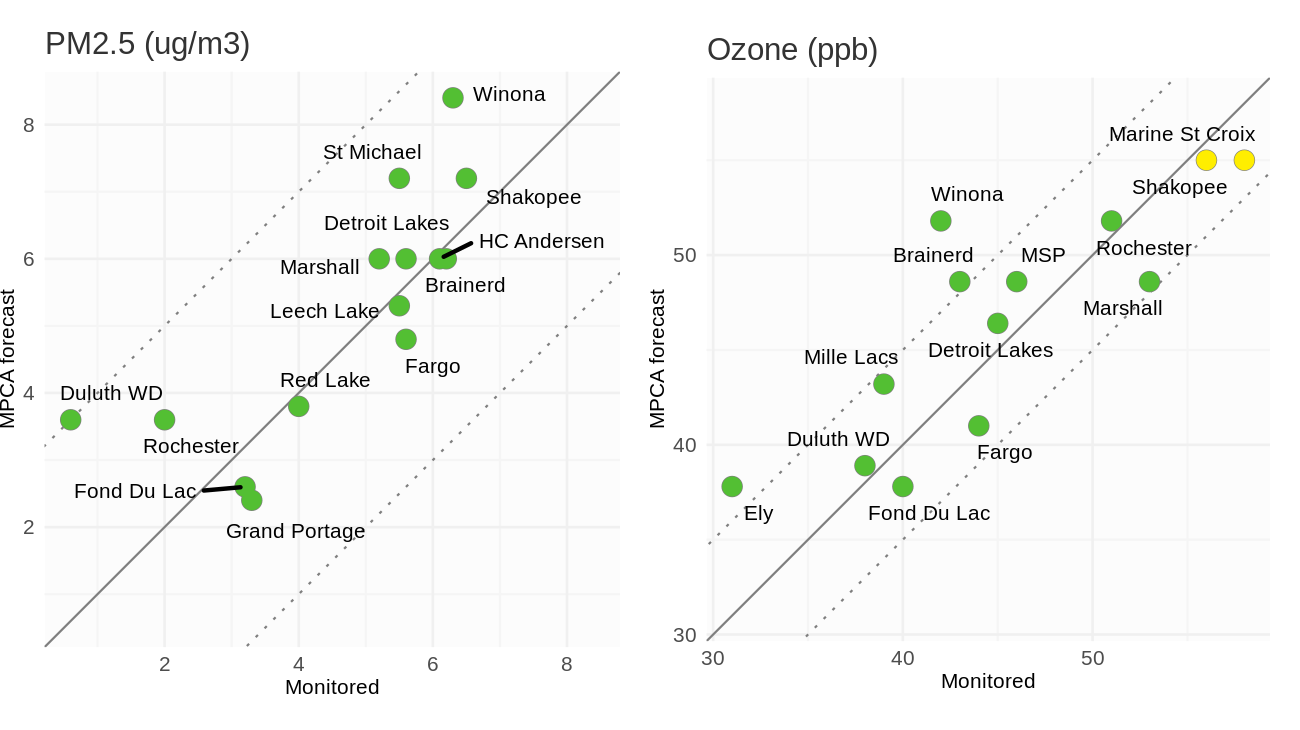 PM2.5 (ug/m3)
Winona
8
St Michael
Shakopee
Detroit Lakes
HC Andersen
6
Marshall
Brainerd
Leech Lake
Fargo
Red Lake
4
Duluth WD
Rochester
Fond Du Lac
Grand Portage
2
MPCA forecast
2 4 6 8
Monitored
Ozone (ppb)
Marine St Croix
Shakopee
Winona
Rochester
Brainerd
MSP
50
Marshall
Detroit Lakes
Mille Lacs
Duluth WD
40
Fargo
Ely
Fond Du Lac
30
MPCA forecast
30 40 50
Monitored